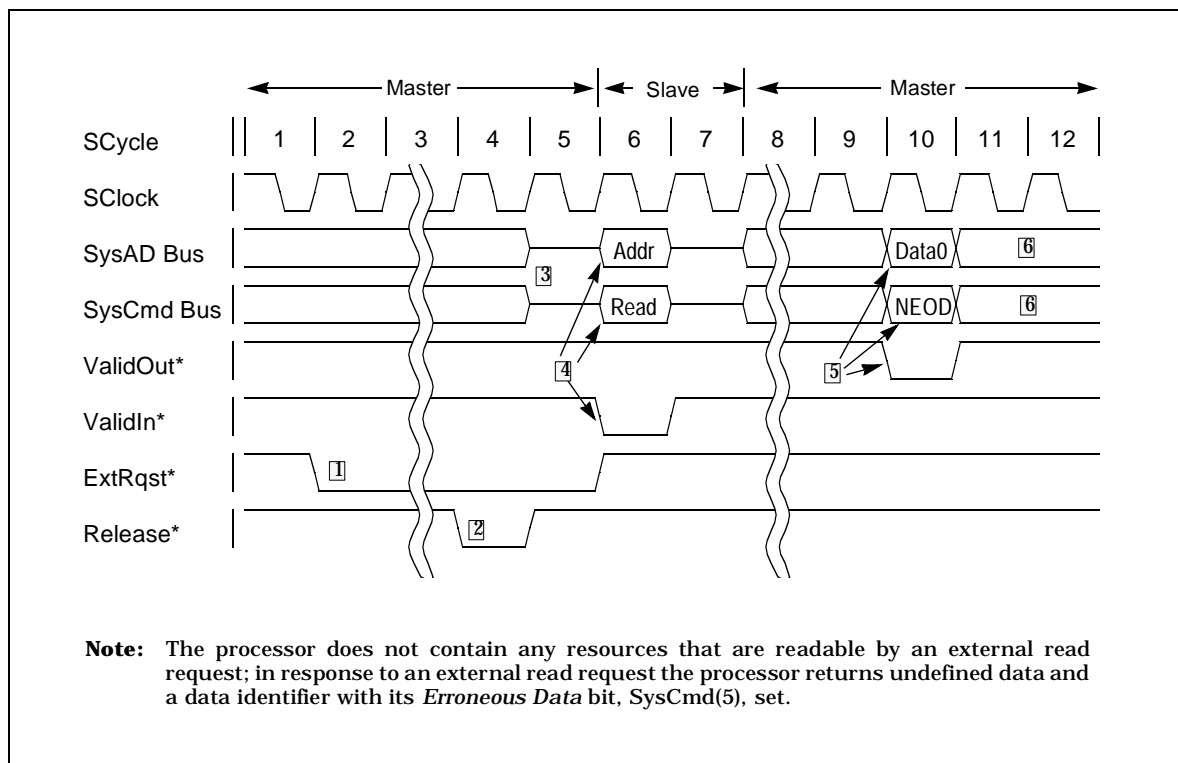 Master Slave Master
SCycle 1 2 3 4 5 6 7 8 9 10 11 12
SClock
SysAD Bus Addr Data0 6
3
SysCmd Bus Read NEOD 6
ValidOut* 4 5
ValidIn*
ExtRqst* 1
Release* 2
Note: The processor does not contain any resources that are readable by an external read
request; in response to an external read request the processor returns undefined data and
a data identifier with its Erroneous Data bit, SysCmd(5), set.